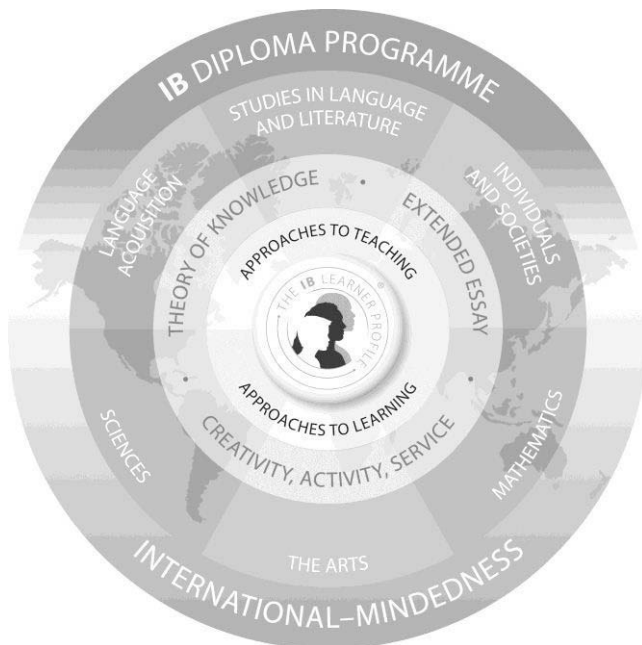 IB DIPLOMA PROGRAMME
STUDIES IN LANGUAGE
AND LITERATURE
LANGUAGE
ACQUISITION
INDIVIDUALS
AND SOCIETIES
THEORY OF KNOWLEDGE
EXTENDED ESSAY
APPROACHES TO TEACHING
THE IB LEARNER PROFILE
®
APPROACHES TO LEARNING
CREATIVITY, ACTIVITY, SERVICE
SCIENCES
MATHEMATICS
THE ARTS
INTERNATIONAL–MINDEDNESS